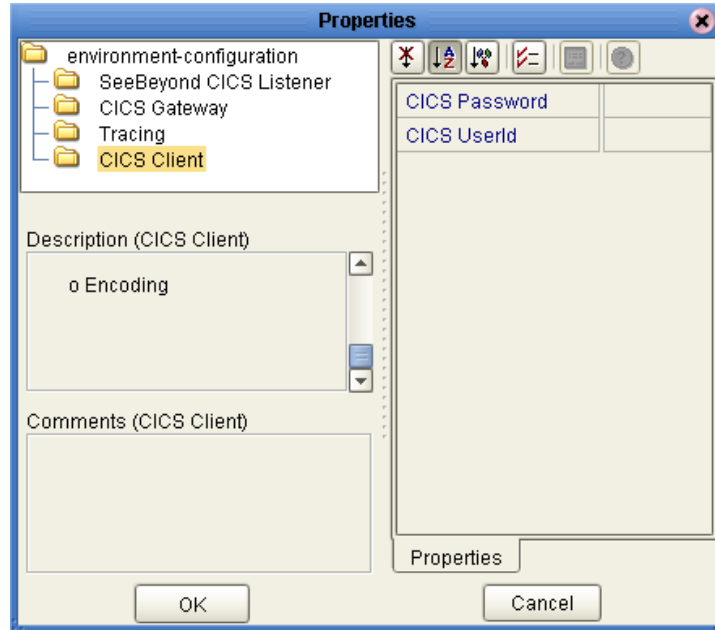 Properties
environment-configuration
SeeBeyond CICS Listener
CICS Gateway
Tracing
CICS Client
Description (CICS Client)
o Encoding
Comments (CICS Client)
CICS Password
CICS UserId
Properties
OK
Cancel